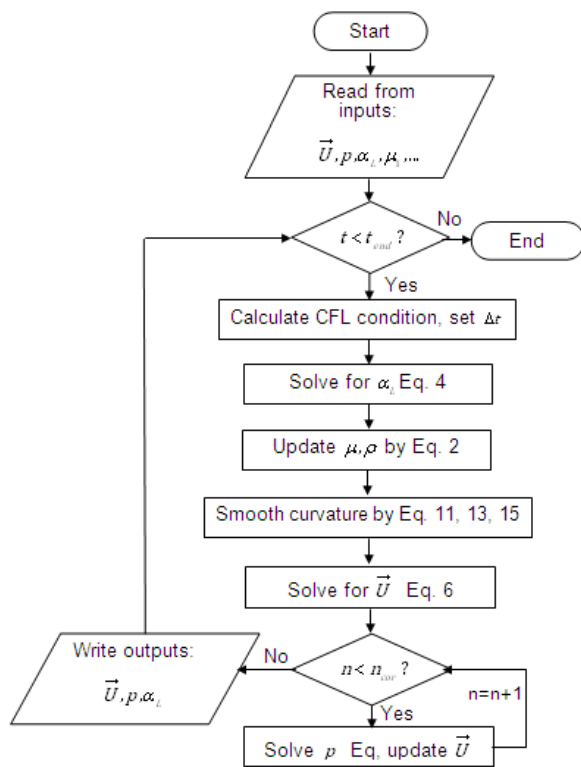 Start
Read from
inputs:
U⃗, p, α_L, μ_l, ...
t < t_end ?
No
End
Yes
Calculate CFL condition, set Δt
Solve for α_L Eq. 4
Update μ,ρ by Eq. 2
Smooth curvature by Eq. 11, 13, 15
Solve for U⃗ Eq. 6
Write outputs:
U⃗, p, α_L
No
n < n_cor ?
n=n+1
Yes
Solve p Eq, update U⃗